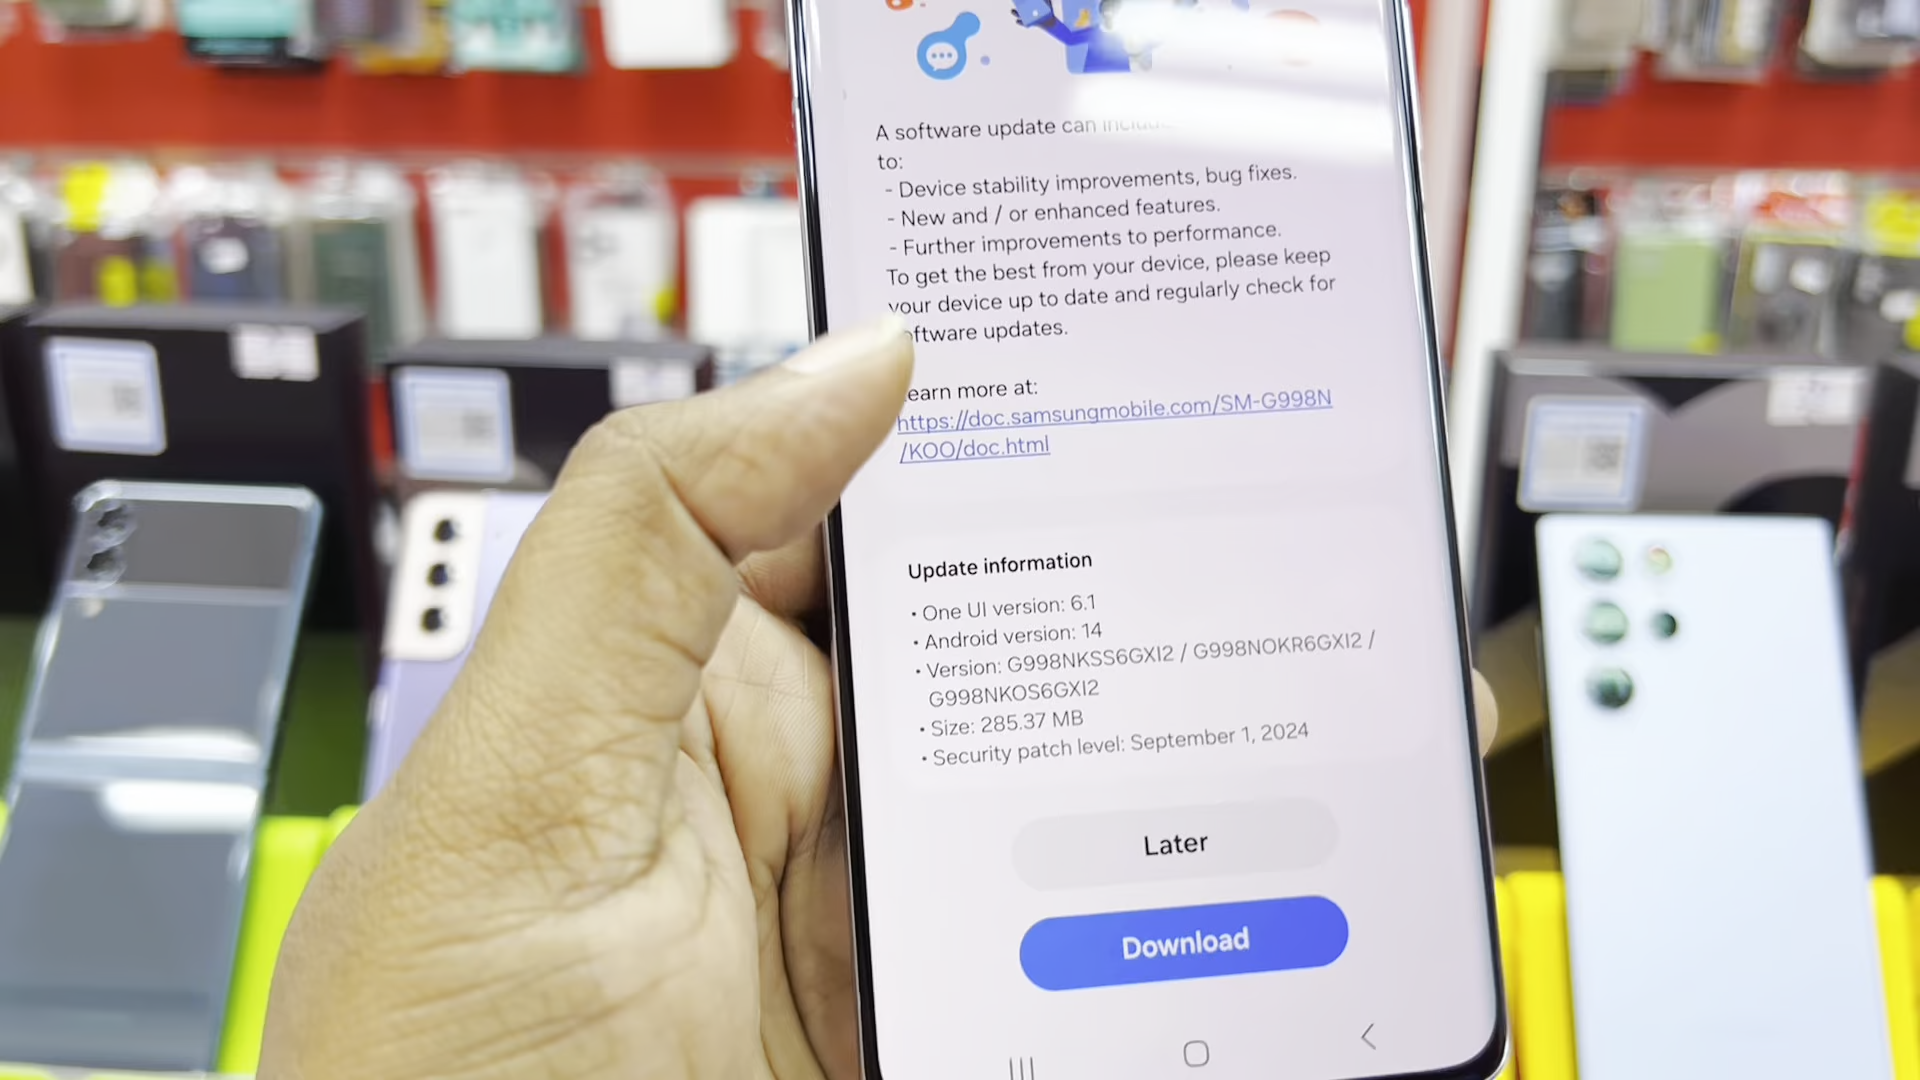 A software update can
to:
- Device stability improvements, bug fixes.
- New and / or enhanced features.
- Further improvements to performance.
To get the best from your device, please keep
your device up to date and regularly check for
oftware updates.
earn more at:
https://doc.samsungmobile.com/SM-G998N
/KOO/doc.html
Update information
• One UI version: 6.1
• Android version: 14
• Version: G998NKSS6GXI2 / G998NOKR6GXI2 /
G998NKOS6GXI2
• Size: 285.37 MB
• Security patch level: September 1, 2024
Later
Download